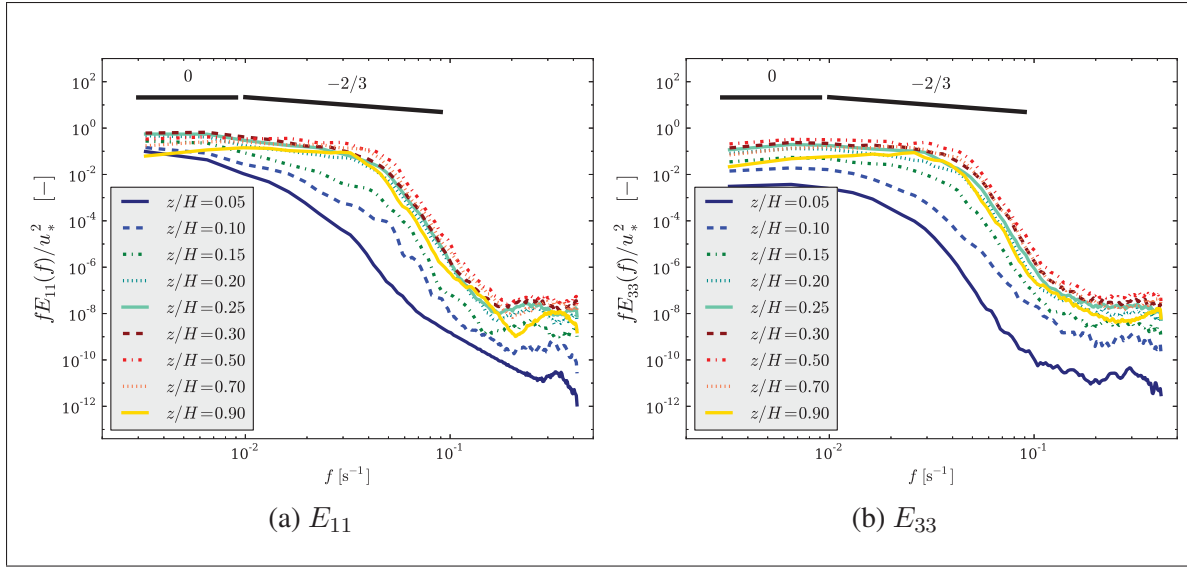 0
−2/3
10^2
10^0
10^-2
10^-4
10^-6
10^-8
10^-10
10^-12
fE_11(f)/u_*^2 [−]
z/H=0.05
z/H=0.10
z/H=0.15
z/H=0.20
z/H=0.25
z/H=0.30
z/H=0.50
z/H=0.70
z/H=0.90
10^-2
10^-1
f [s^-1]
(a) E_11
0
−2/3
10^2
10^0
10^-2
10^-4
10^-6
10^-8
10^-10
10^-12
fE_33(f)/u_*^2 [—]
z/H=0.05
z/H=0.10
z/H=0.15
z/H=0.20
z/H=0.25
z/H=0.30
z/H=0.50
z/H=0.70
z/H=0.90
10^-2
10^-1
f [s^-1]
(b) E_33